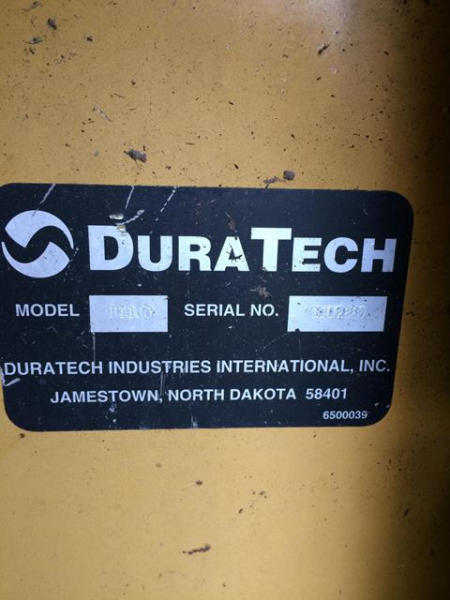 DURATECH
MODEL SERIAL NO.
DURATECH INDUSTRIES INTERNATIONAL, INC.
JAMESTOWN, NORTH DAKOTA 58401
6500039